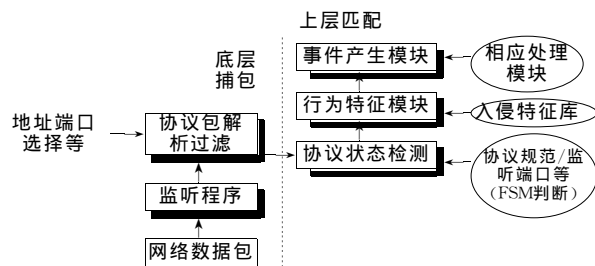 上层匹配
底层
捕包
事件产生模块
相应处理
模块
行为特征模块
入侵特征库
地址端口
选择等
协议包解
析过滤
协议状态检测
协议规范/监
听端口等
(FSM判断)
监听程序
网络数据包